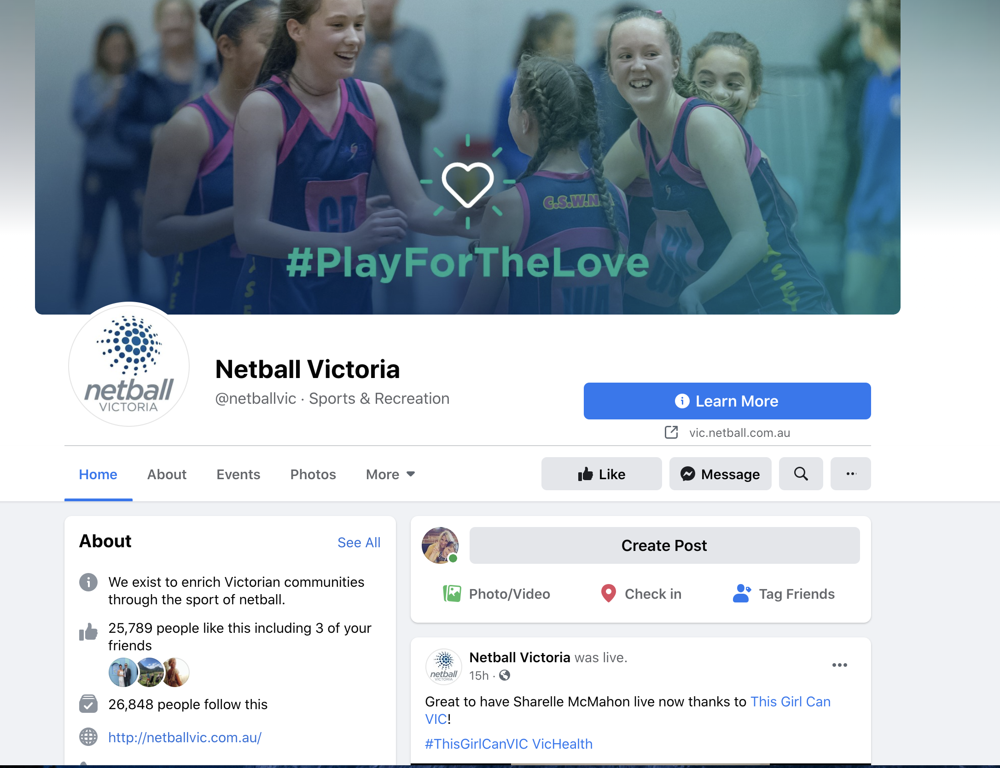 C.S.W.N
#PlayForTheLove
netball
VICTORIA
Netball Victoria
@netballvic · Sports & Recreation
Learn More
vic.netball.com.au
Home
About
Events
Photos
More
Like
Message
About
See All
We exist to enrich Victorian communities
through the sport of netball.
25,789 people like this including 3 of your
friends
26,848 people follow this
http://netballvic.com.au/
Create Post
Photo/Video
Check in
Tag Friends
netball
VICTORIA
Netball Victoria was live.
15h ·
Great to have Sharelle McMahon live now thanks to This Girl Can
VIC!
#ThisGirlCanVIC VicHealth